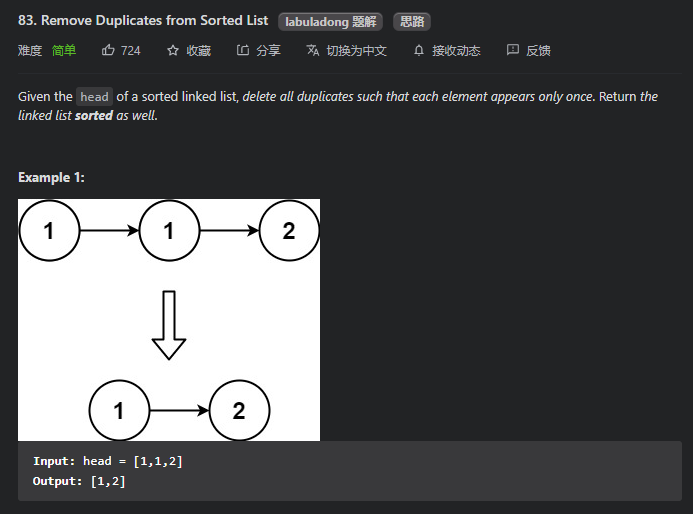 83. Remove Duplicates from Sorted List labuladong 题解 思路
难度 简单 724 收藏 分享 切换为中文 接收动态 反馈
Given the head of a sorted linked list, delete all duplicates such that each element appears only once. Return the
linked list sorted as well.
Example 1:
1 1 2
1 2
Input: head = [1,1,2]
Output: [1,2]